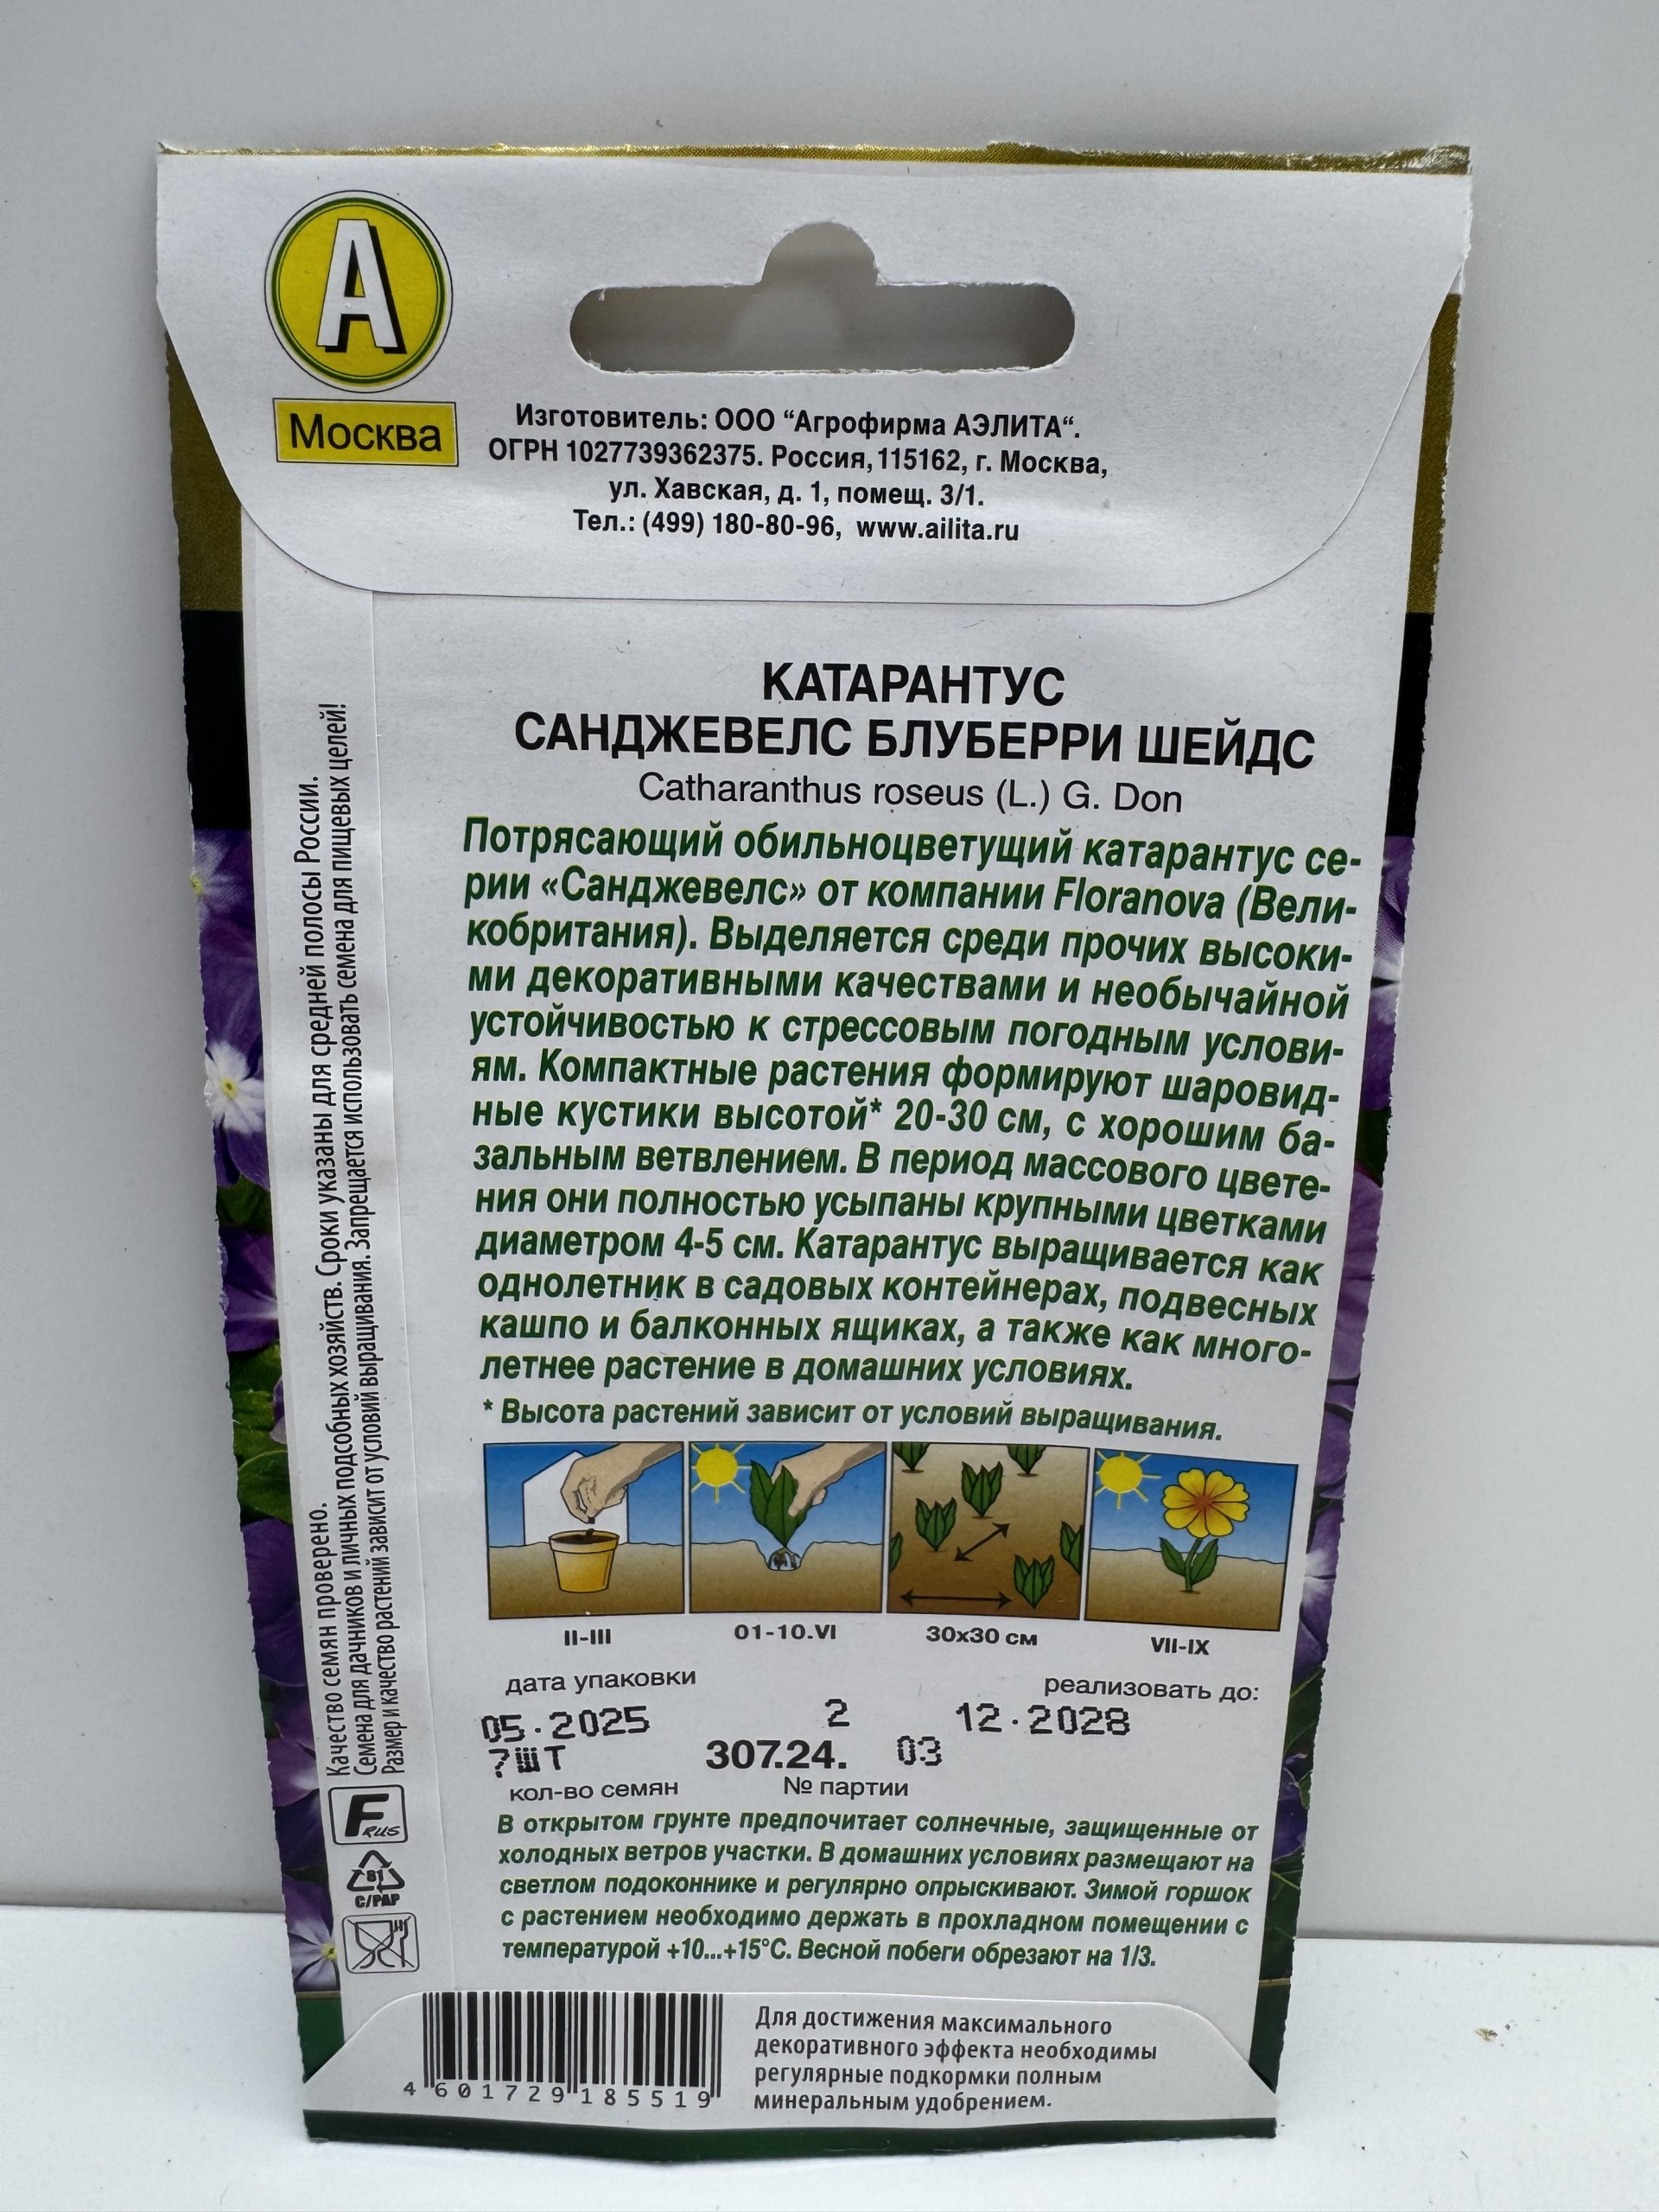 А
Москва
Изготовитель: ООО “Агрофирма АЭЛИТА“.
ОГРН 1027739362375. Россия, 115162, г. Москва,
ул. Хавская, д. 1, помещ. 3/1.
Тел.: (499) 180-80-96, www.ailita.ru
КАТАРАНТУС
САНДЖЕВЕЛС БЛУБЕРРИ ШЕЙДС
Catharanthus roseus (L.) G. Don
Потрясающий обильноцветущий катарантус се-
рии «Санджевелс» от компании Floranova (Вели-
кобритания). Выделяется среди прочих высоки-
ми декоративными качествами и необычайной
устойчивостью к стрессовым погодным услови-
ям. Компактные растения формируют шаровид-
ные кустики высотой* 20-30 см, с хорошим ба-
зальным ветвлением. В период массового цвете-
ния они полностью усыпаны крупными цветками
диаметром 4-5 см. Катарантус выращивается как
однолетник в садовых контейнерах, подвесных
кашпо и балконных ящиках, а также как много-
летнее растение в домашних условиях.
* Высота растений зависит от условий выращивания.
II-III 01-10.VI 30x30 см VII-IX
дата упаковки реализовать до:
05.2025 2 12.2028
7шт 307.24. 03
кол-во семян № партии
В открытом грунте предпочитает солнечные, защищенные от
холодных ветров участки. В домашних условиях размещают на
светлом подоконнике и регулярно опрыскивают. Зимой горшок
с растением необходимо держать в прохладном помещении с
температурой +10...+15°С. Весной побеги обрезают на 1/3.
Качество семян проверено.
Семена для дачников и личных подсобных хозяйств. Сроки указаны для средней полосы России.
Размер и качество растений зависит от условий выращивания. Запрещается использовать семена для пищевых целей!
F RUS
81
C/PAP
4 601729 185519
Для достижения максимального
декоративного эффекта необходимы
регулярные подкормки полным
минеральным удобрением.